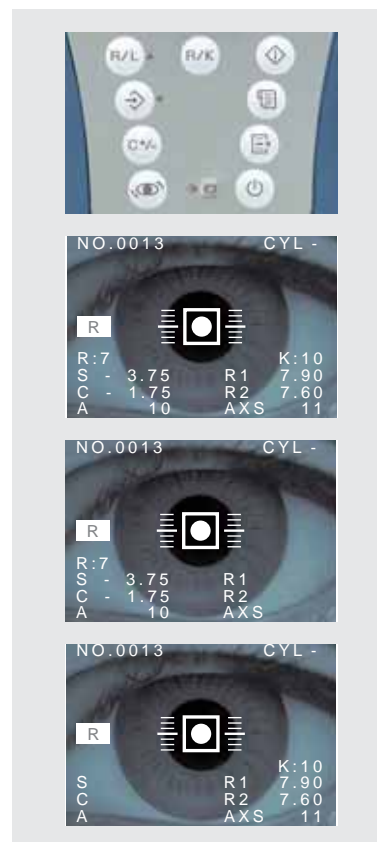 R/L R/K
C+/-
NO.0013 CYL -
R
R:7 K:10
S - 3.75 R1 7.90
C - 1.75 R2 7.60
A 10 AXS 11
NO.0013 CYL -
R
R:7
S - 3.75 R1
C - 1.75 R2
A 10 AXS
NO.0013 CYL -
R
K:10
S R1 7.90
C R2 7.60
A AXS 11